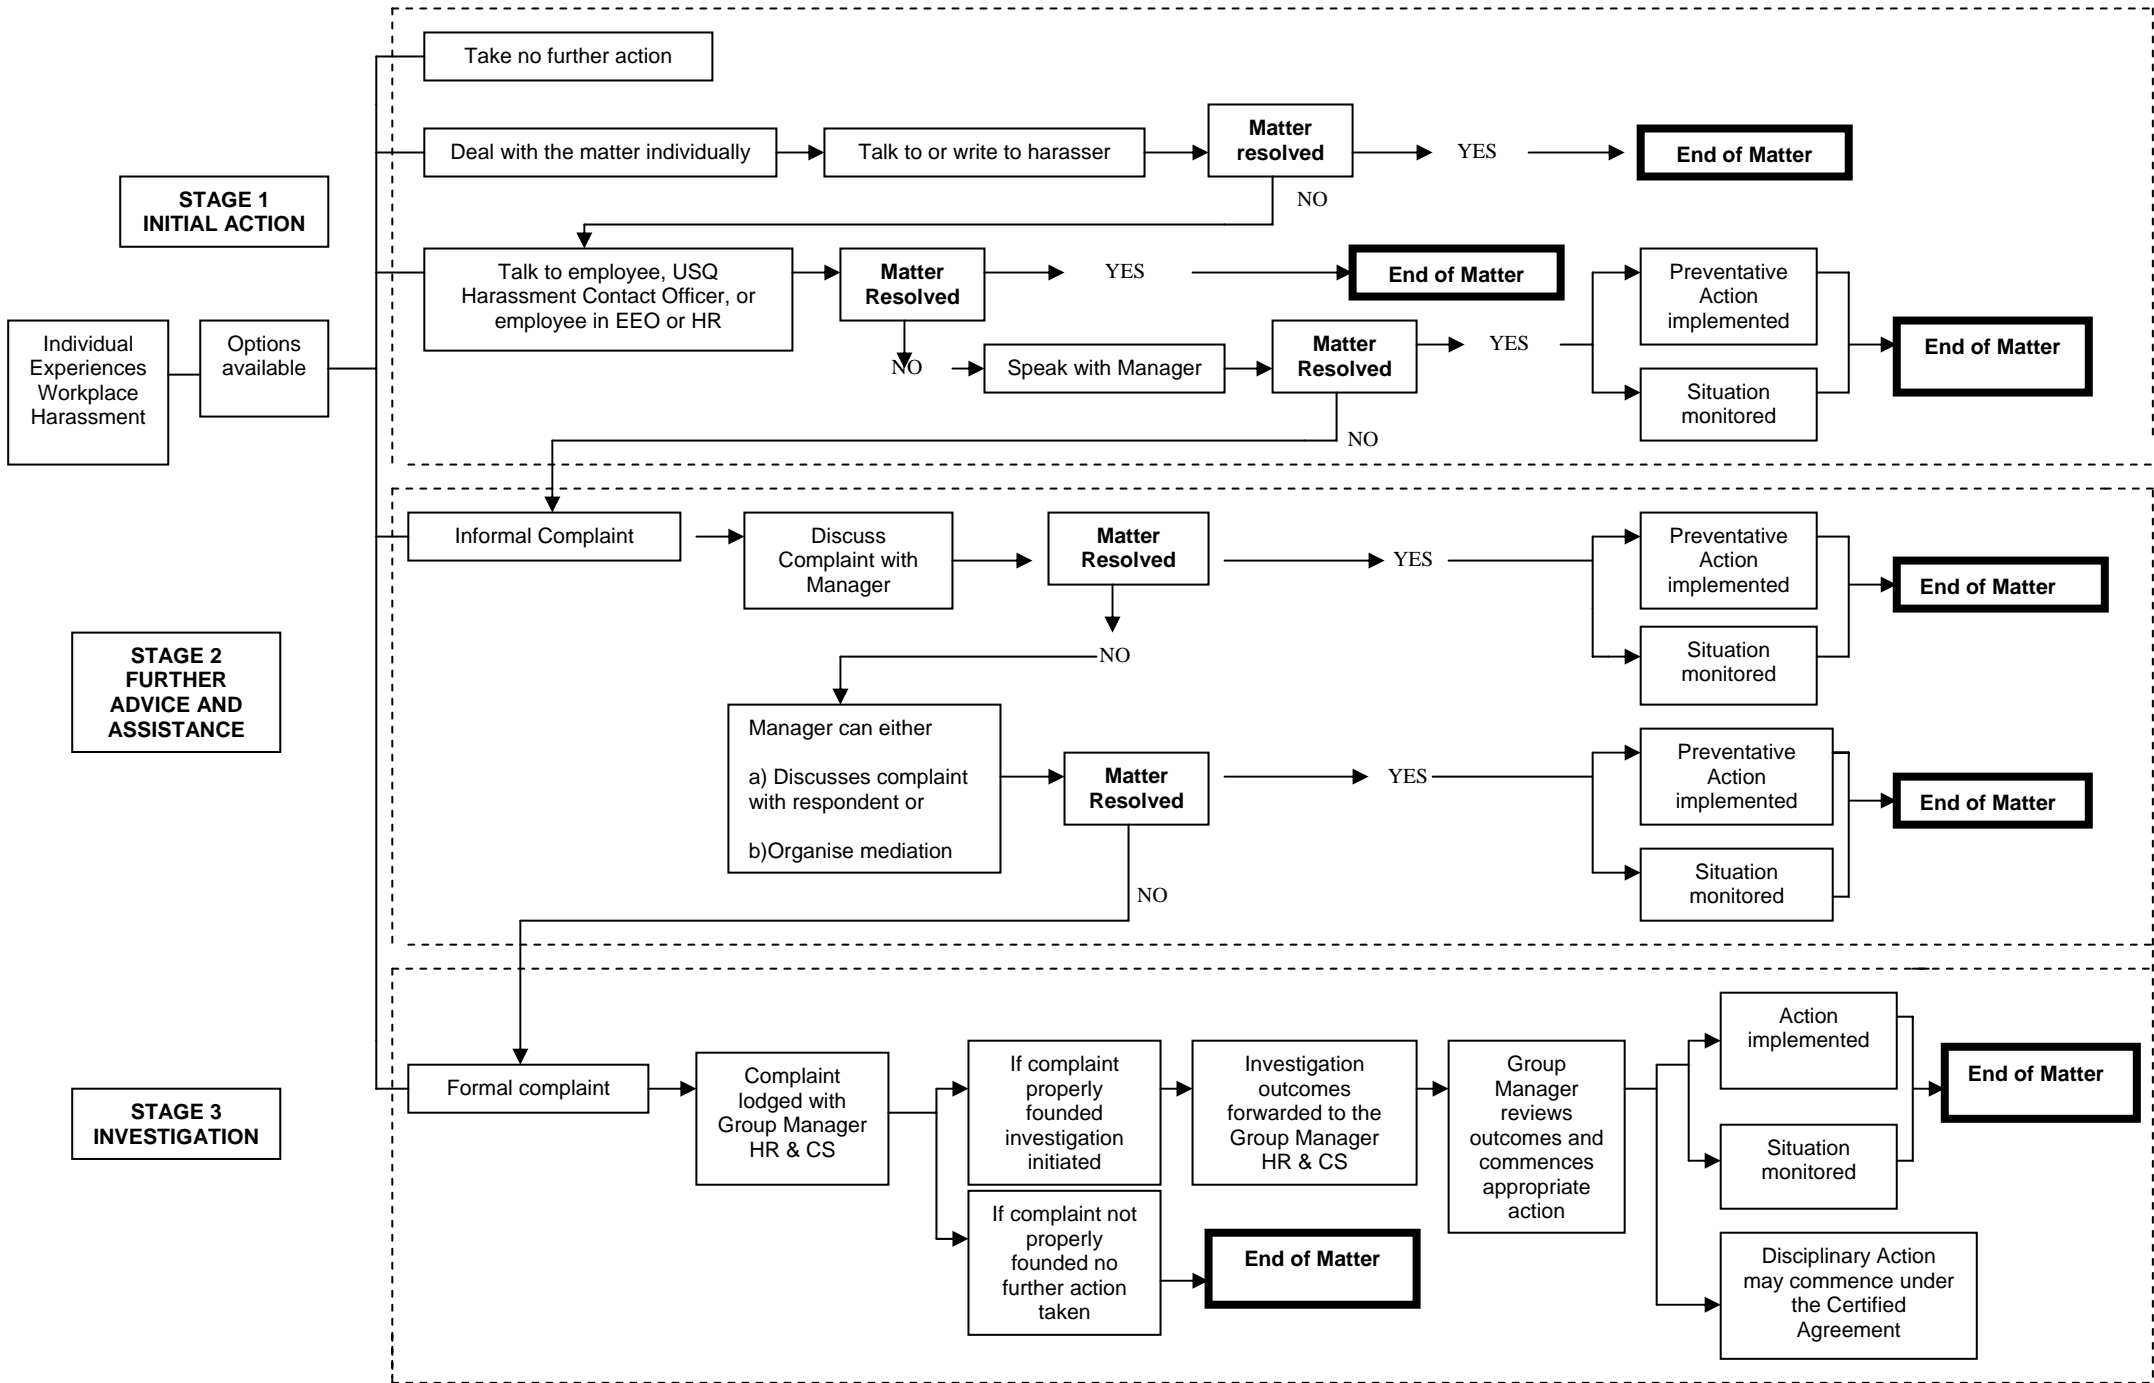 Take no further action
Deal with the matter individually
Talk to or write to harasser
Matter
resolved
YES
End of Matter
STAGE 1
INITIAL ACTION
NO
Talk to employee, USQ
Harassment Contact Officer, or
employee in EEO or HR
Matter
Resolved
YES
End of Matter
Preventative
Action
implemented
Individual
Experiences
Workplace
Harassment
Options
available
NO
Speak with Manager
Matter
Resolved
YES
End of Matter
Situation
monitored
NO
Informal Complaint
Discuss
Complaint with
Manager
Matter
Resolved
YES
Preventative
Action
implemented
End of Matter
STAGE 2
FURTHER
ADVICE AND
ASSISTANCE
NO
Situation
monitored
Manager can either
a) Discusses complaint
with respondent or
b)Organise mediation
Matter
Resolved
YES
Preventative
Action
implemented
End of Matter
Situation
monitored
NO
STAGE 3
INVESTIGATION
Formal complaint
Complaint
lodged with
Group Manager
HR & CS
If complaint
properly
founded
investigation
initiated
Investigation
outcomes
forwarded to the
Group Manager
HR & CS
Group
Manager
reviews
outcomes and
commences
appropriate
action
Action
implemented
End of Matter
Situation
monitored
If complaint not
properly
founded no
further action
taken
End of Matter
Disciplinary Action
may commence under
the Certified
Agreement